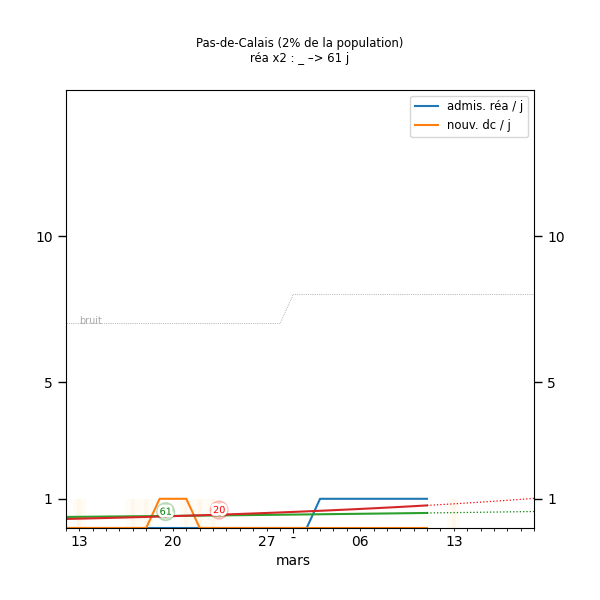 Pas-de-Calais (2% de la population)
réa x2 : _ –> 61 j
admis. réa / j
nouv. dc / j
10
10
bruit
5
5
1
61
20
1
13
20
27
-
06
13
mars